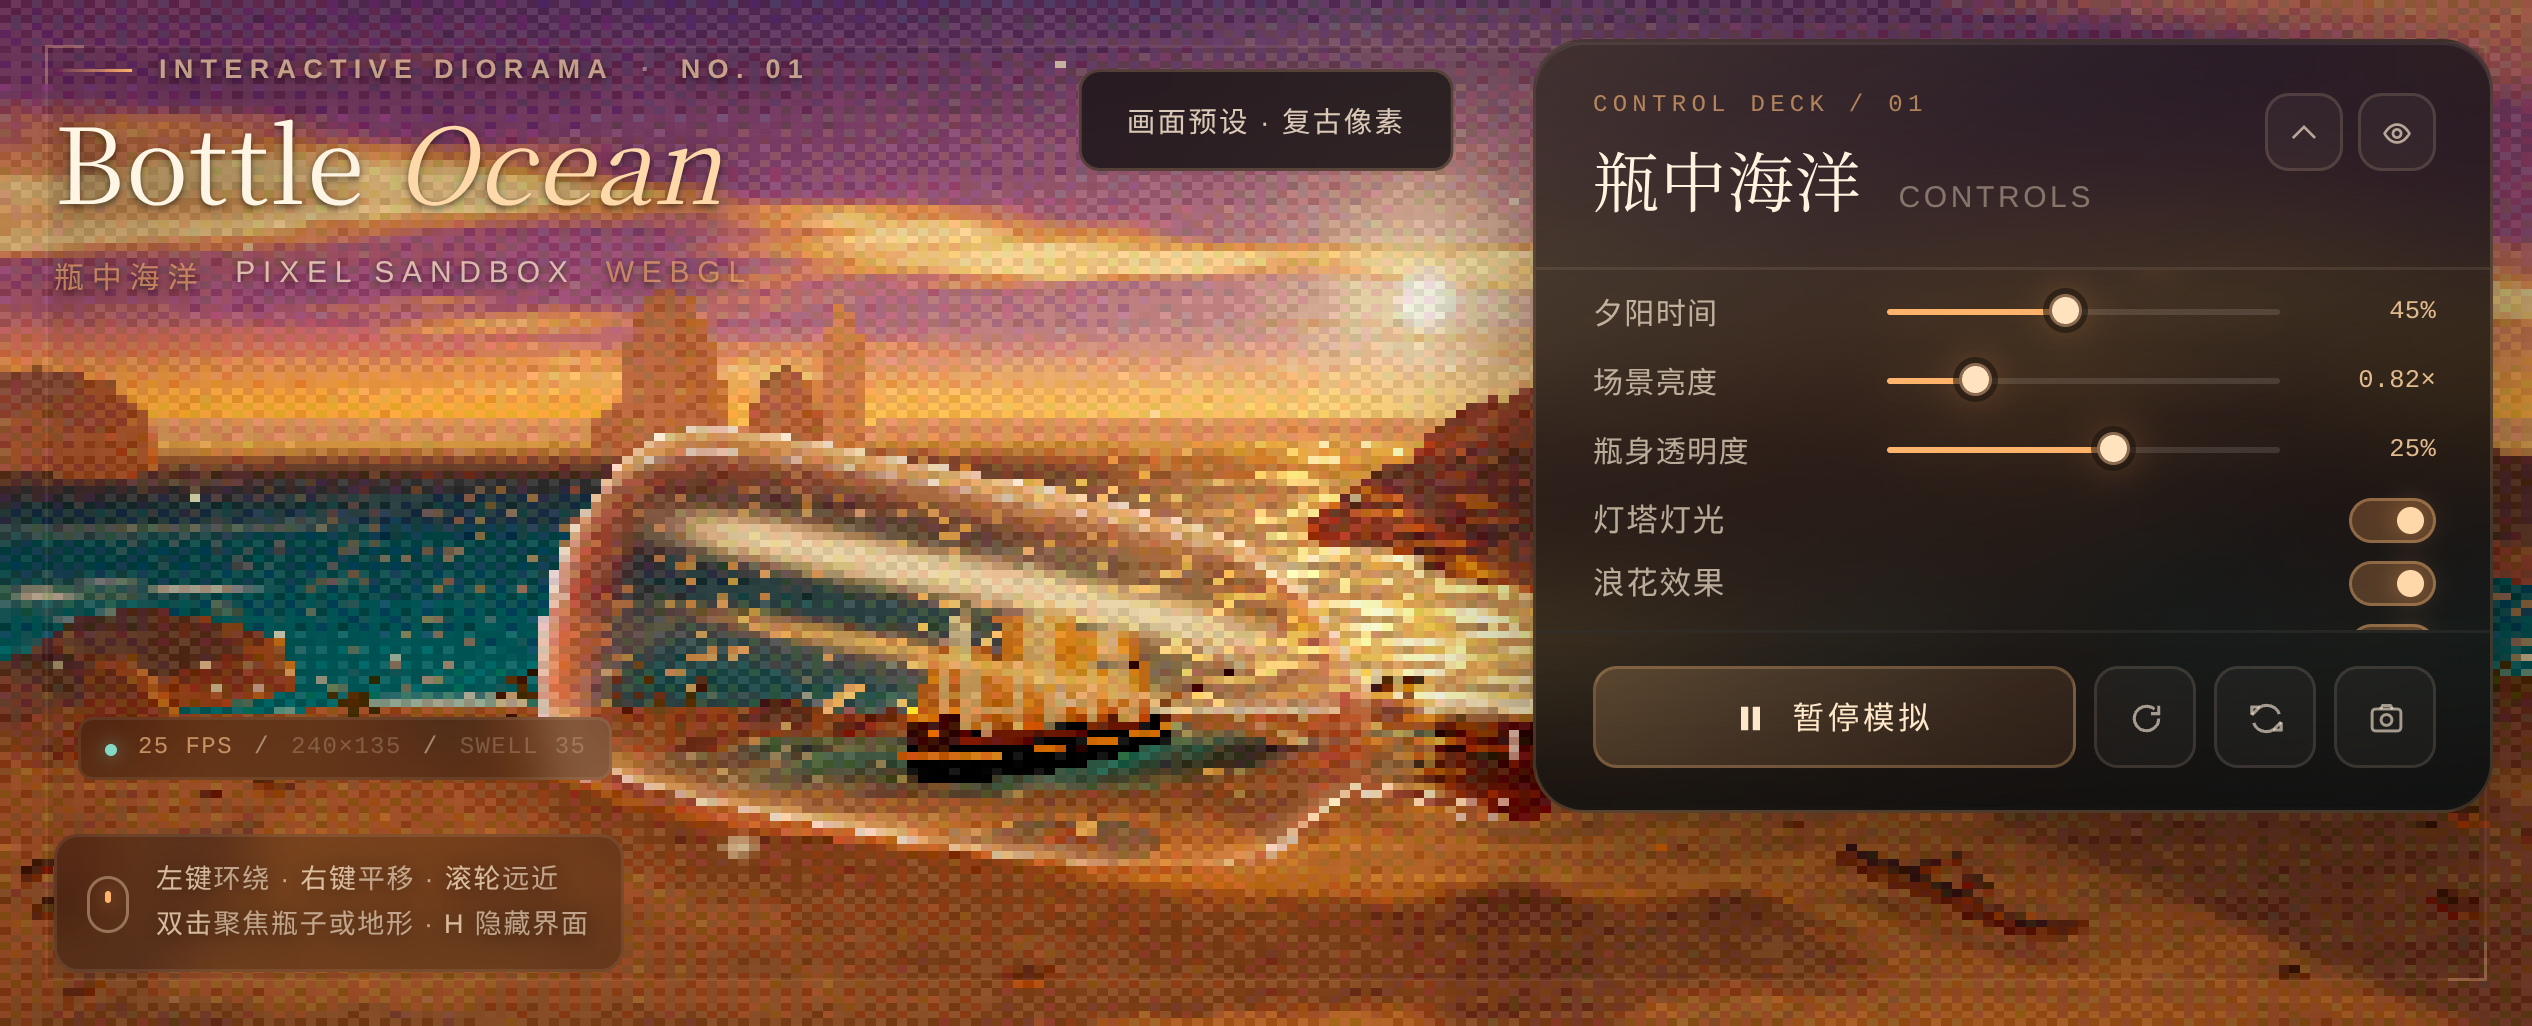 INTERACTIVE DIORAMA · NO. 01
Bottle Ocean
瓶中海洋 PIXEL SANDBOX WEBGL
画面预设 · 复古像素
CONTROL DECK / 01
瓶中海洋 CONTROLS
夕阳时间 45%
场景亮度 0.82×
瓶身透明度 25%
灯塔灯光
浪花效果
暂停模拟
25 FPS / 240×135 / SWELL 35
左键环绕 · 右键平移 · 滚轮远近
双击聚焦瓶子或地形 · H 隐藏界面